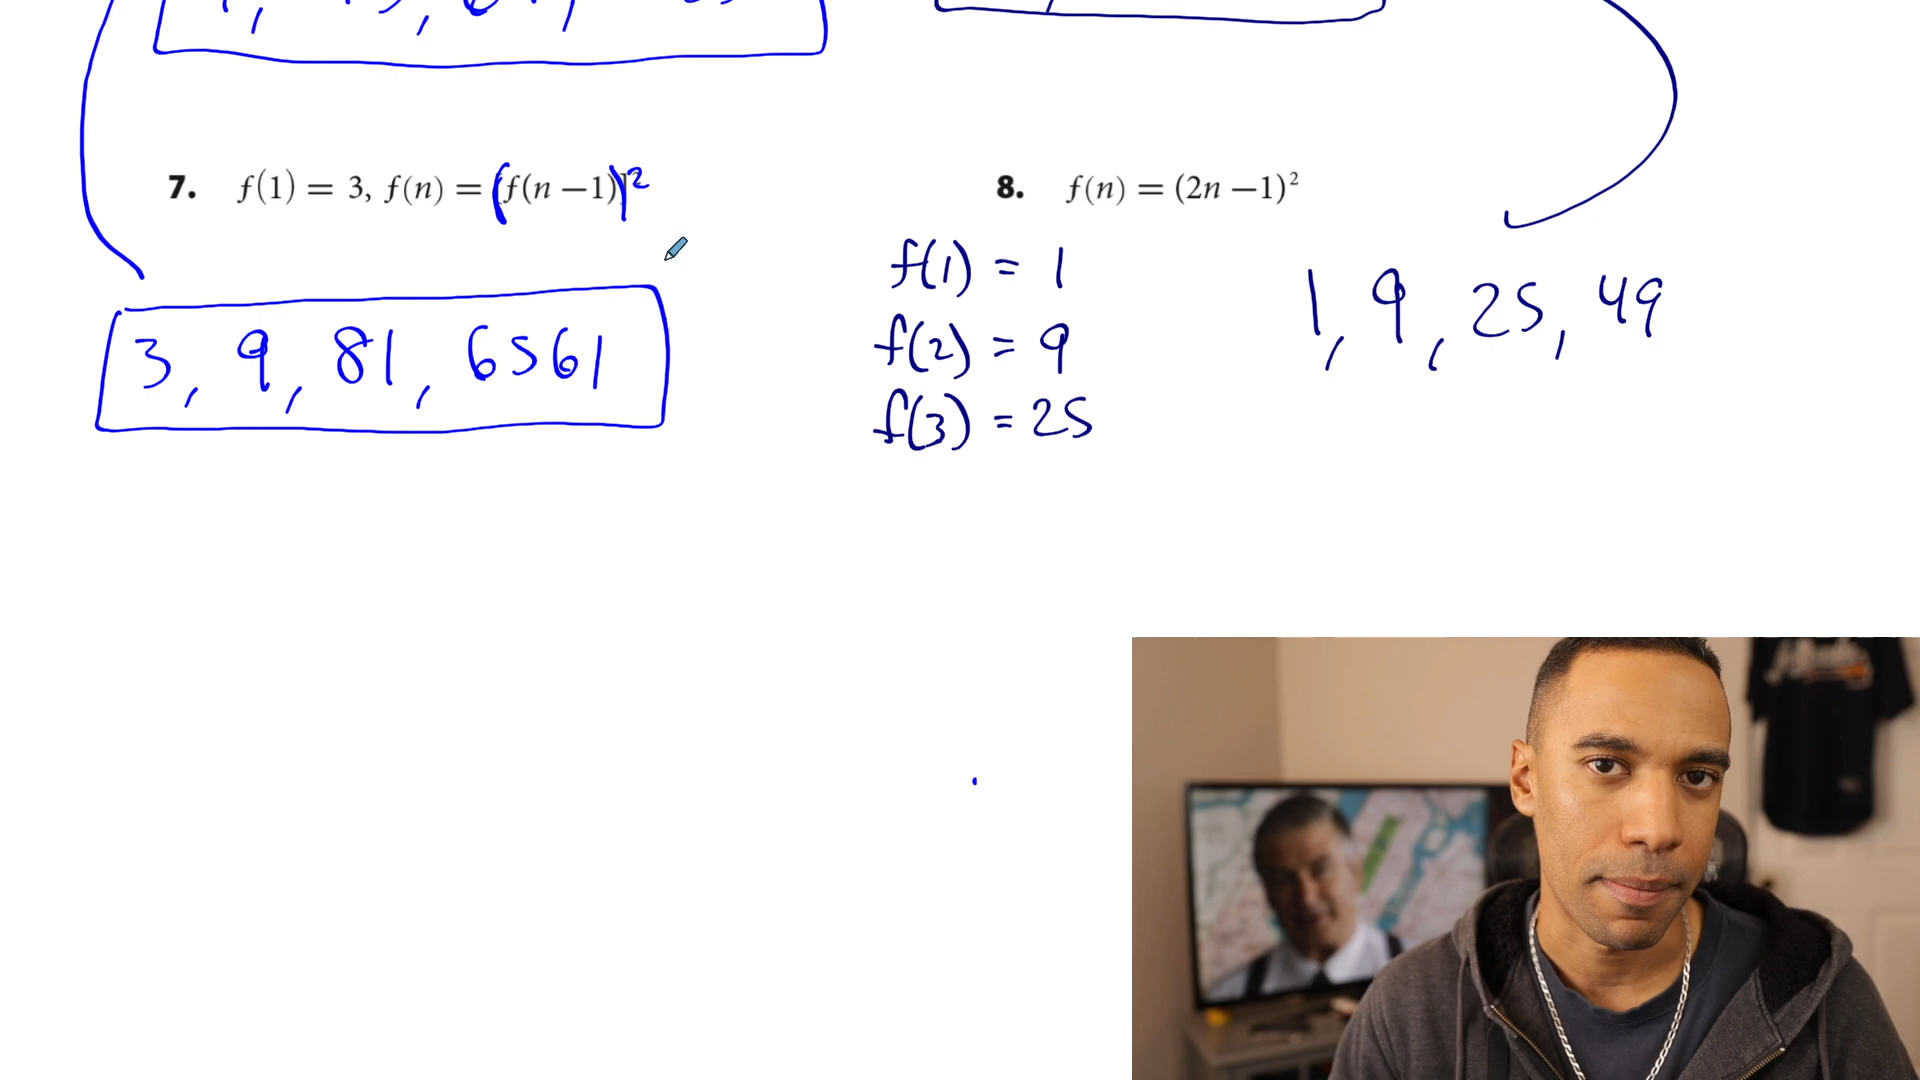 7. f(1) = 3, f(n) = (f(n −1))²
3, 9, 81, 6561
8. f(n) = (2n −1)²
f(1) = 1
f(2) = 9
f(3) = 25
1, 9, 25, 49